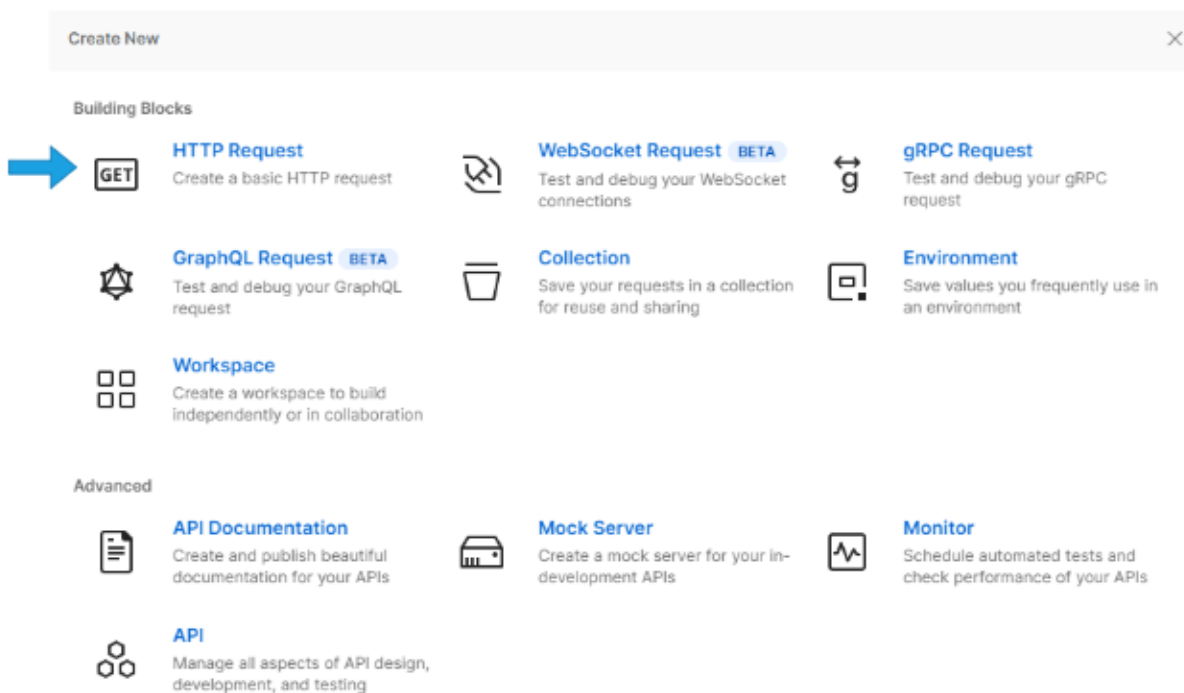 Create New
Building Blocks
GET
HTTP Request
Create a basic HTTP request
WebSocket Request BETA
Test and debug your WebSocket
connections
g
gRPC Request
Test and debug your gRPC
request
GraphQL Request BETA
Test and debug your GraphQL
request
Collection
Save your requests in a collection
for reuse and sharing
Environment
Save values you frequently use in
an environment
Workspace
Create a workspace to build
independently or in collaboration
Advanced
API Documentation
Create and publish beautiful
documentation for your APIs
Mock Server
Create a mock server for your in-
development APIs
Monitor
Schedule automated tests and
check performance of your APIs
API
Manage all aspects of API design,
development, and testing